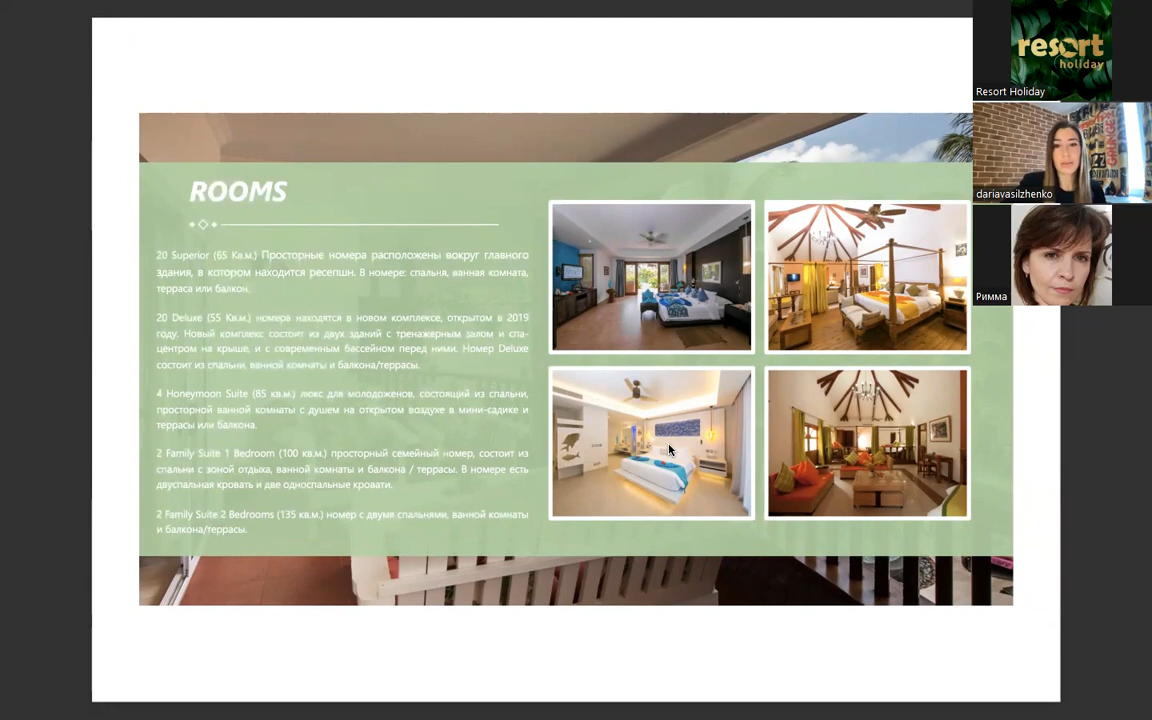 ROOMS
20 Superior (65 Кв.м.) Просторные номера расположены вокруг главного
здания, в котором находится ресепшн. В номере: спальня, ванная комната,
терраса или балкон.
20 Deluxe (55 Кв.м.) номера находятся в новом комплексе, открытом в 2019
году. Новый комплекс состоит из двух зданий с тренажерным залом и спа-
центром на крыше, и с современным бассейном перед ними. Номер Deluxe
состоит из спальни, ванной комнаты и балкона/террасы.
4 Honeymoon Suite (85 кв.м.) люкс для молодоженов, состоящий из спальни,
просторной ванной комнаты с душем на открытом воздухе в мини-садике и
террасы или балкона.
2 Family Suite 1 Bedroom (100 кв.м.) просторный семейный номер, состоит из
спальни с зоной отдыха, ванной комнаты и балкона / террасы. В номере есть
двуспальная кровать и две односпальные кровати.
2 Family Suite 2 Bedrooms (135 кв.м.) номер с двумя спальнями, ванной комнаты
и балкона/террасы.
resort
holiday
Resort Holiday
dariavasilzhenko
Римма